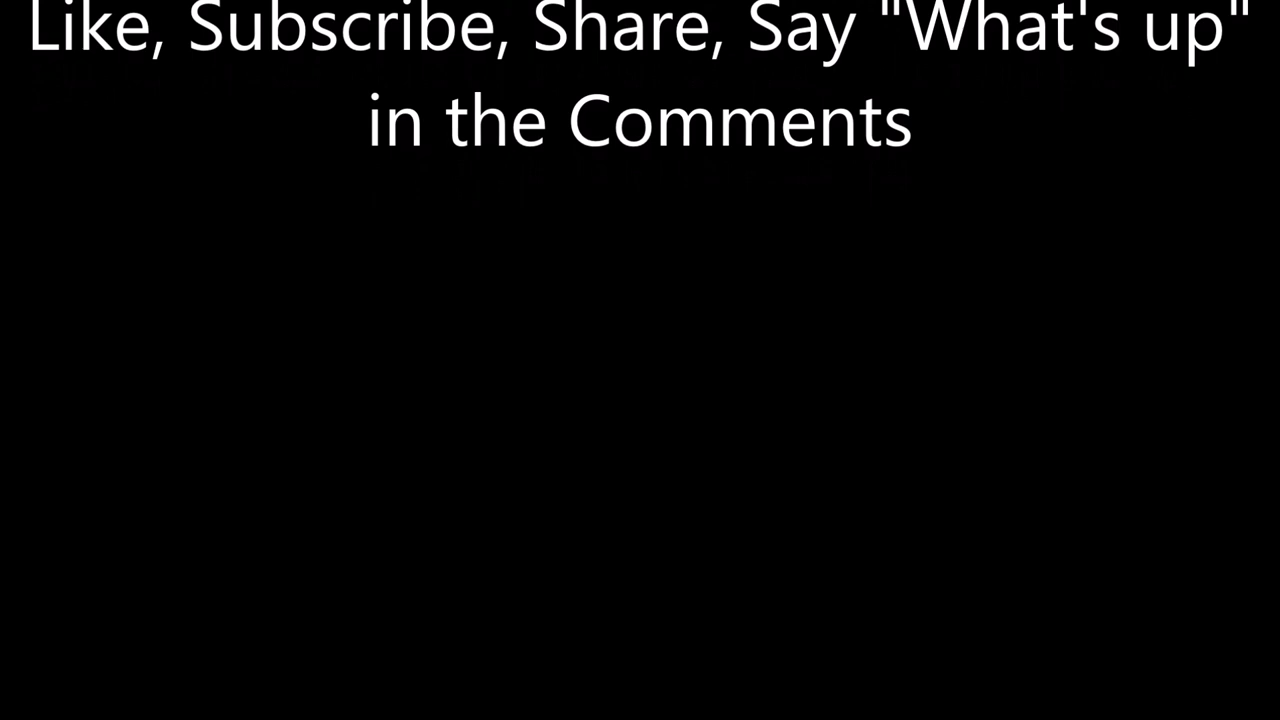 Like, Subscribe, Share, Say "What's up"
in the Comments